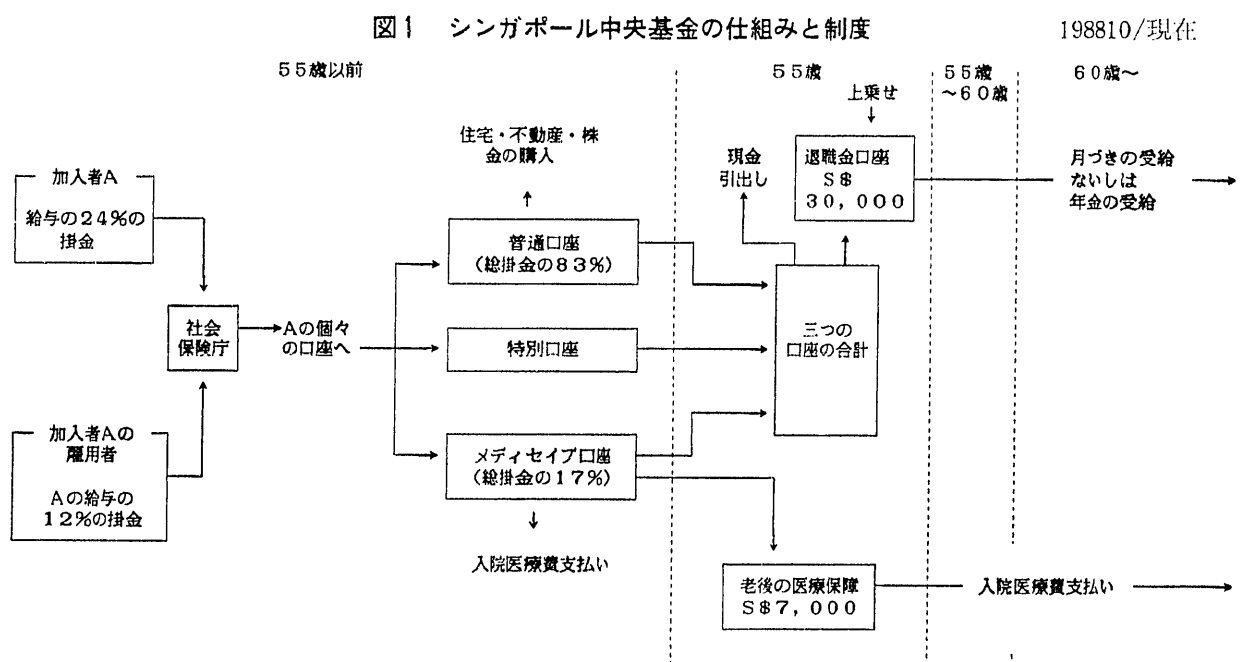 図1　シンガポール中央基金の仕組みと制度
198810/現在
55歳以前
55歳
55歳
〜60歳
60歳〜
上乗せ
住宅・不動産・株
金の購入
現金
引出し
退職金口座
S$
30,000
月づきの受給
ないしは
年金の受給
加入者A
給与の24%の
掛金
普通口座
(総掛金の83%)
社会
保険庁
Aの個々
の口座へ
特別口座
三つの
口座の合計
加入者Aの
雇用者
Aの給与の
12%の掛金
メディセイブ口座
(総掛金の17%)
入院医療費支払い
老後の医療保障
S$7,000
入院医療費支払い